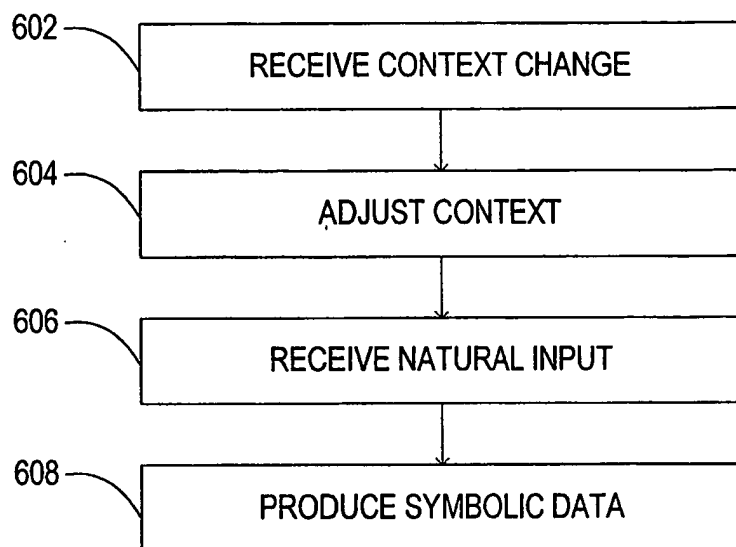 602
RECEIVE CONTEXT CHANGE
604
ADJUST CONTEXT
606
RECEIVE NATURAL INPUT
608
PRODUCE SYMBOLIC DATA